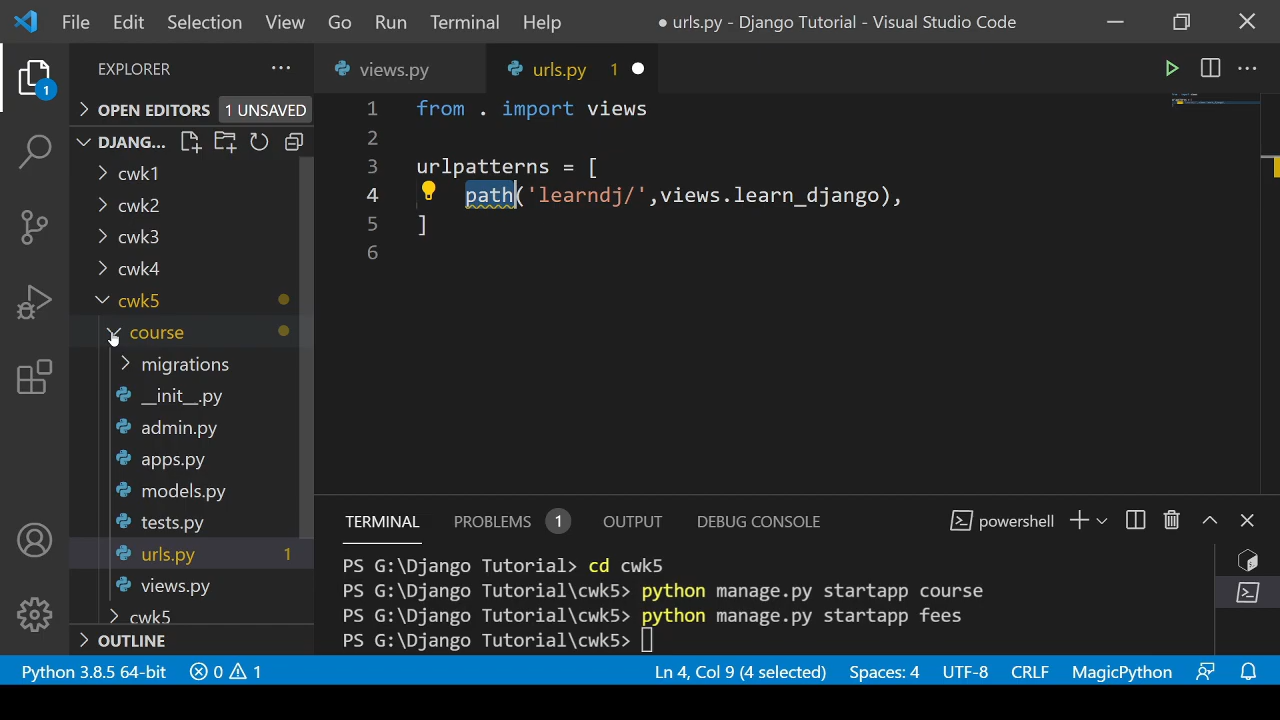 File Edit Selection View Go Run Terminal Help ● urls.py - Django Tutorial - Visual Studio Code
EXPLORER
views.py
urls.py 1
1
OPEN EDITORS 1 UNSAVED
DJANG...
cwk1
cwk2
cwk3
cwk4
cwk5
course
migrations
__init__.py
admin.py
apps.py
models.py
tests.py
urls.py 1
views.py
cwk5
OUTLINE
1 from . import views
2
3 urlpatterns = [
4 path('learndj/',views.learn_django),
5 ]
6
TERMINAL PROBLEMS 1 OUTPUT DEBUG CONSOLE powershell
PS G:\Django Tutorial> cd cwk5
PS G:\Django Tutorial\cwk5> python manage.py startapp course
PS G:\Django Tutorial\cwk5> python manage.py startapp fees
PS G:\Django Tutorial\cwk5>
Python 3.8.5 64-bit 0 1 Ln 4, Col 9 (4 selected) Spaces: 4 UTF-8 CRLF MagicPython